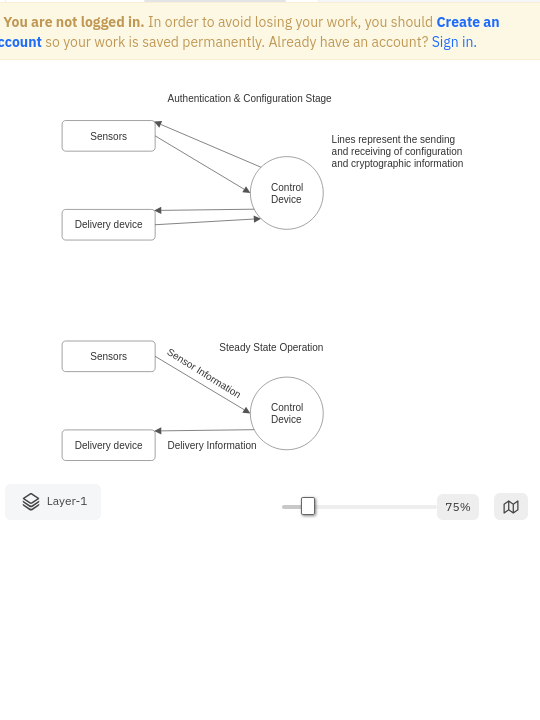 You are not logged in. In order to avoid losing your work, you should Create an
ccount so your work is saved permanently. Already have an account? Sign in.
Authentication & Configuration Stage
Sensors
Lines represent the sending
and receiving of configuration
and cryptographic information
Control
Device
Delivery device
Sensors
Steady State Operation
Sensor Information
Control
Device
Delivery device
Delivery Information
Layer-1
75%